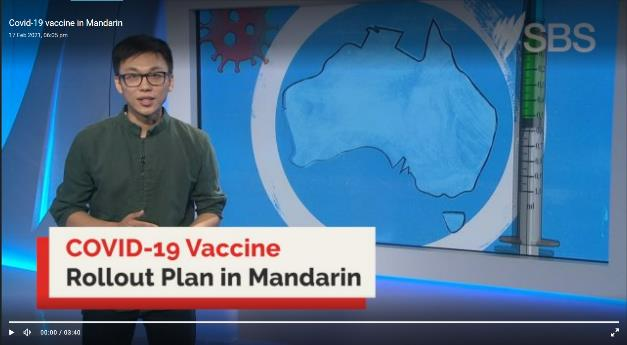 Covid-19 vaccine in Mandarin
17 Feb 2021, 06:05 pm
SBS
COVID-19 Vaccine
Rollout Plan in Mandarin
00:00 / 03:40